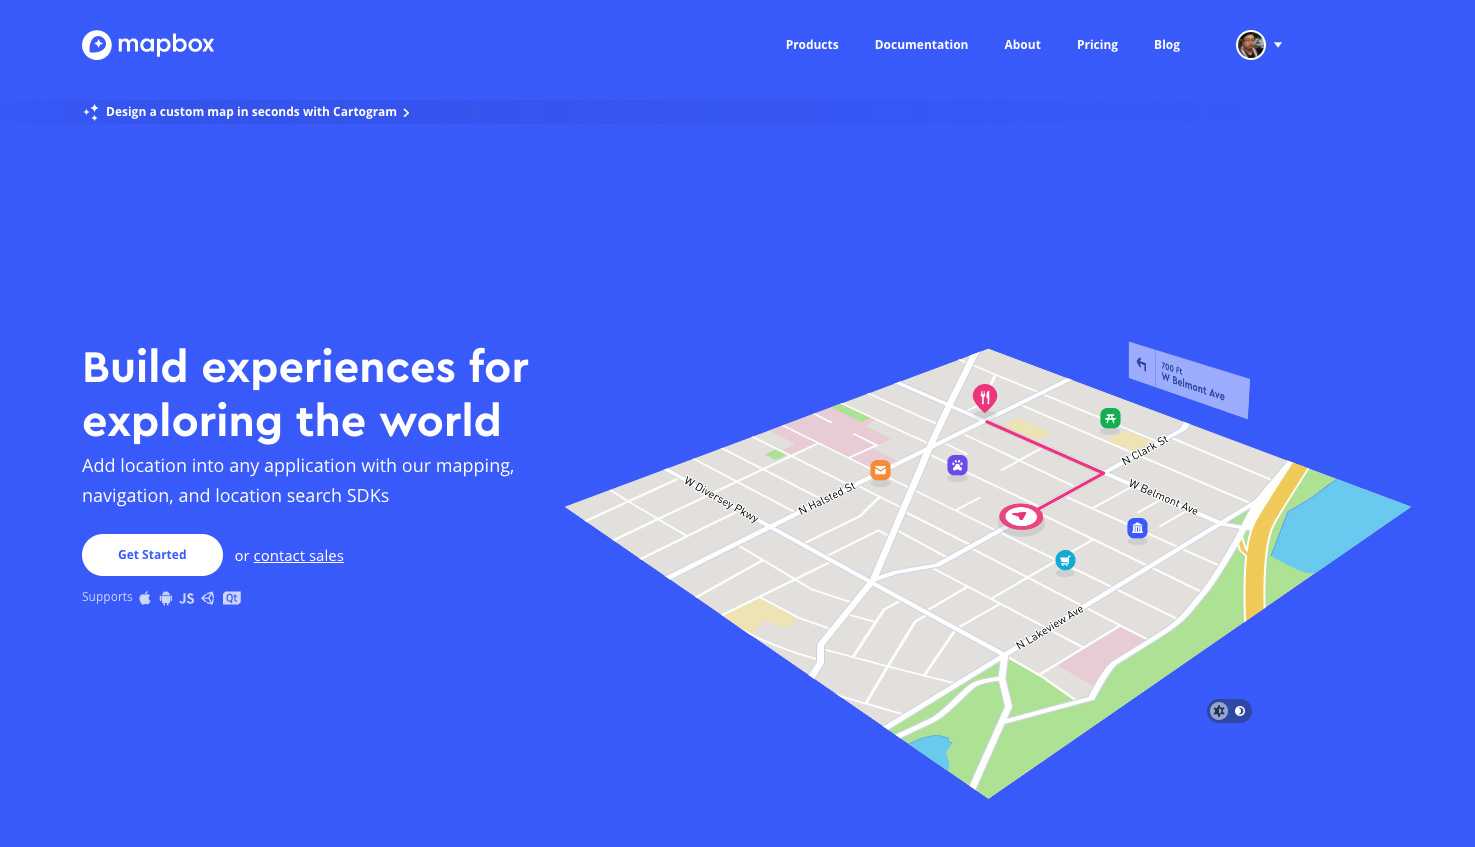 mapbox
Products
Documentation
About
Pricing
Blog
Design a custom map in seconds with Cartogram
Build experiences for
exploring the world
Add location into any application with our mapping,
navigation, and location search SDKs
Get Started
or contact sales
Supports
JS
Qt
700 Ft
W Belmont Ave
N Clark St
W Belmont Ave
W Diversey Pkwy
N Halsted St
N Lakeview Ave